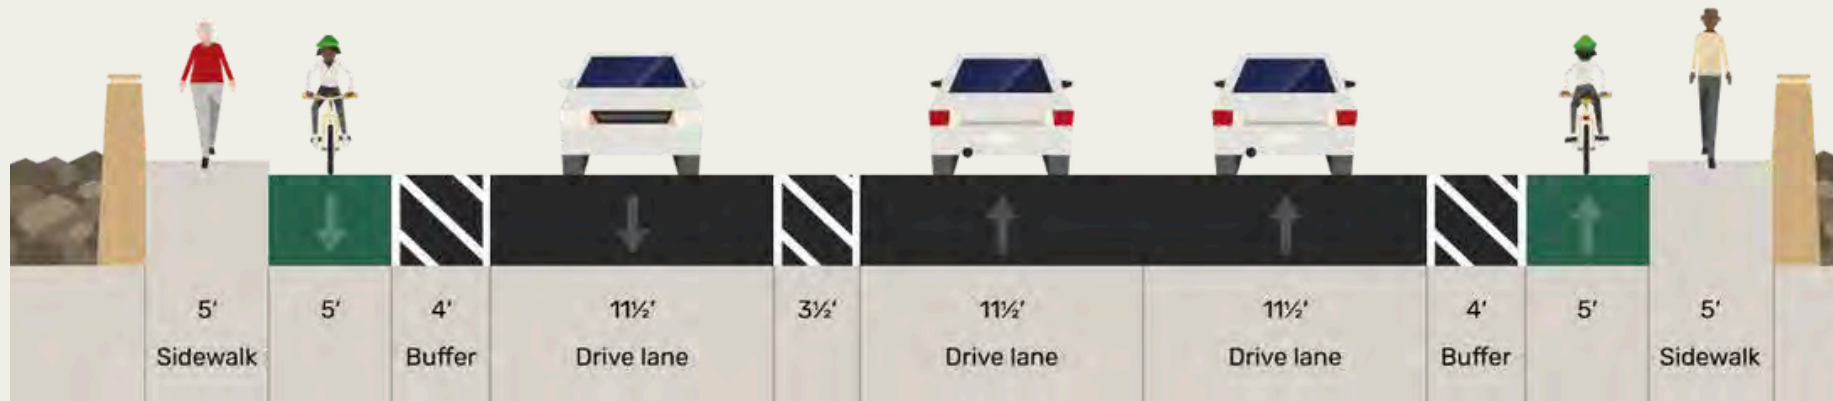 5′ 5′ 4′ 11½′ 3½′ 11½′ 11½′ 4′ 5′ 5′
Sidewalk Buffer Drive lane Drive lane Drive lane Buffer Sidewalk